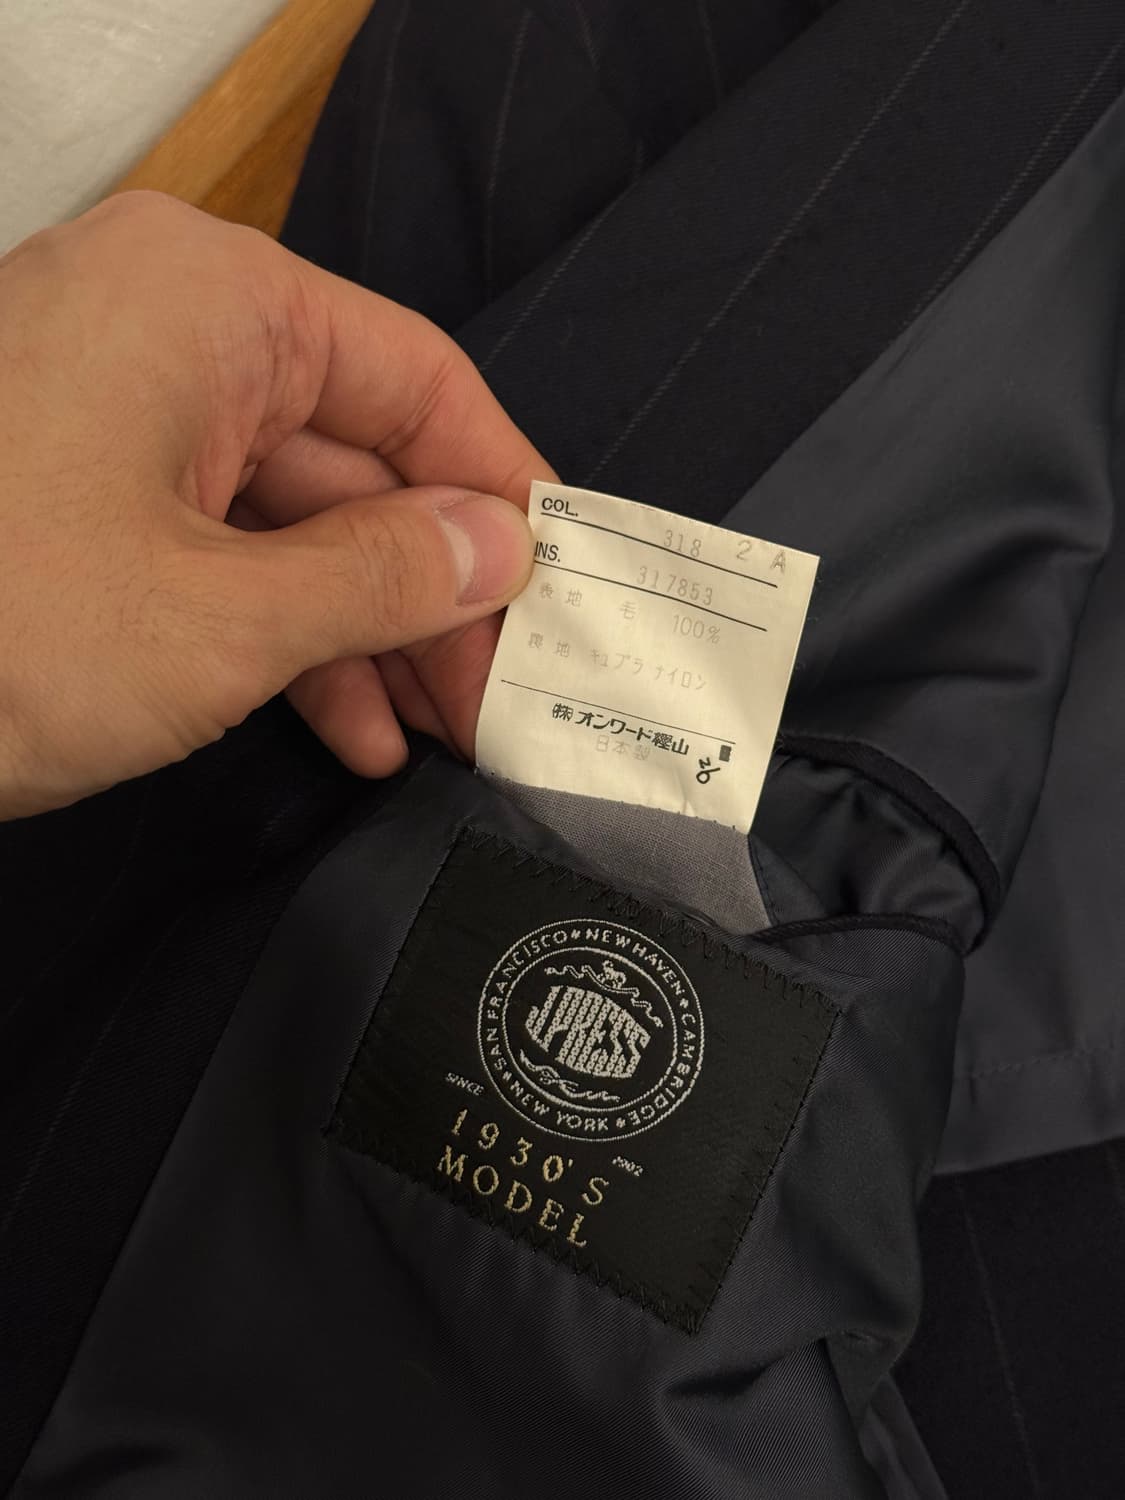 COL. 318 2 A
INS. 317853
表地 毛 100%
裏地 キュプラ ナイロン
㈱オンワード樫山
日本製
SAN FRANCISCO NEW HAVEN CAMBRIDGE NEW YORK
J.PRESS
SINCE 1902
1930'S
MODEL